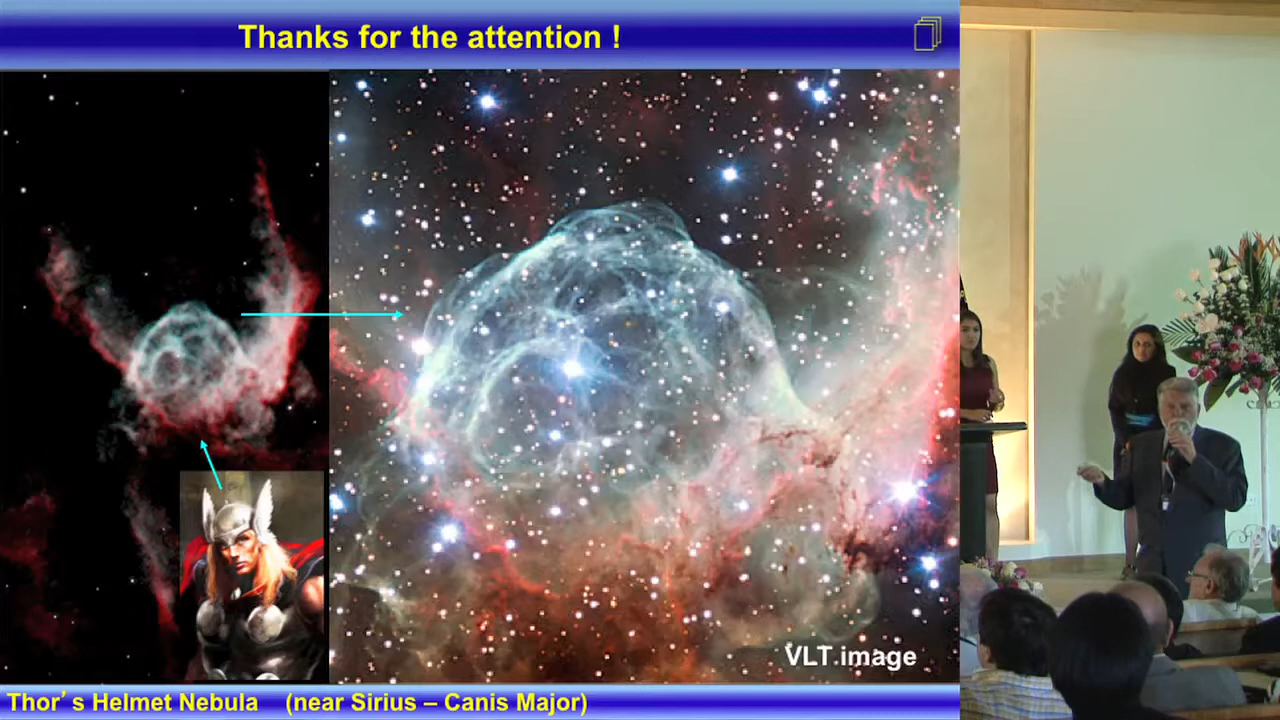 Thanks for the attention !
VLT image
Thor’s Helmet Nebula (near Sirius – Canis Major)